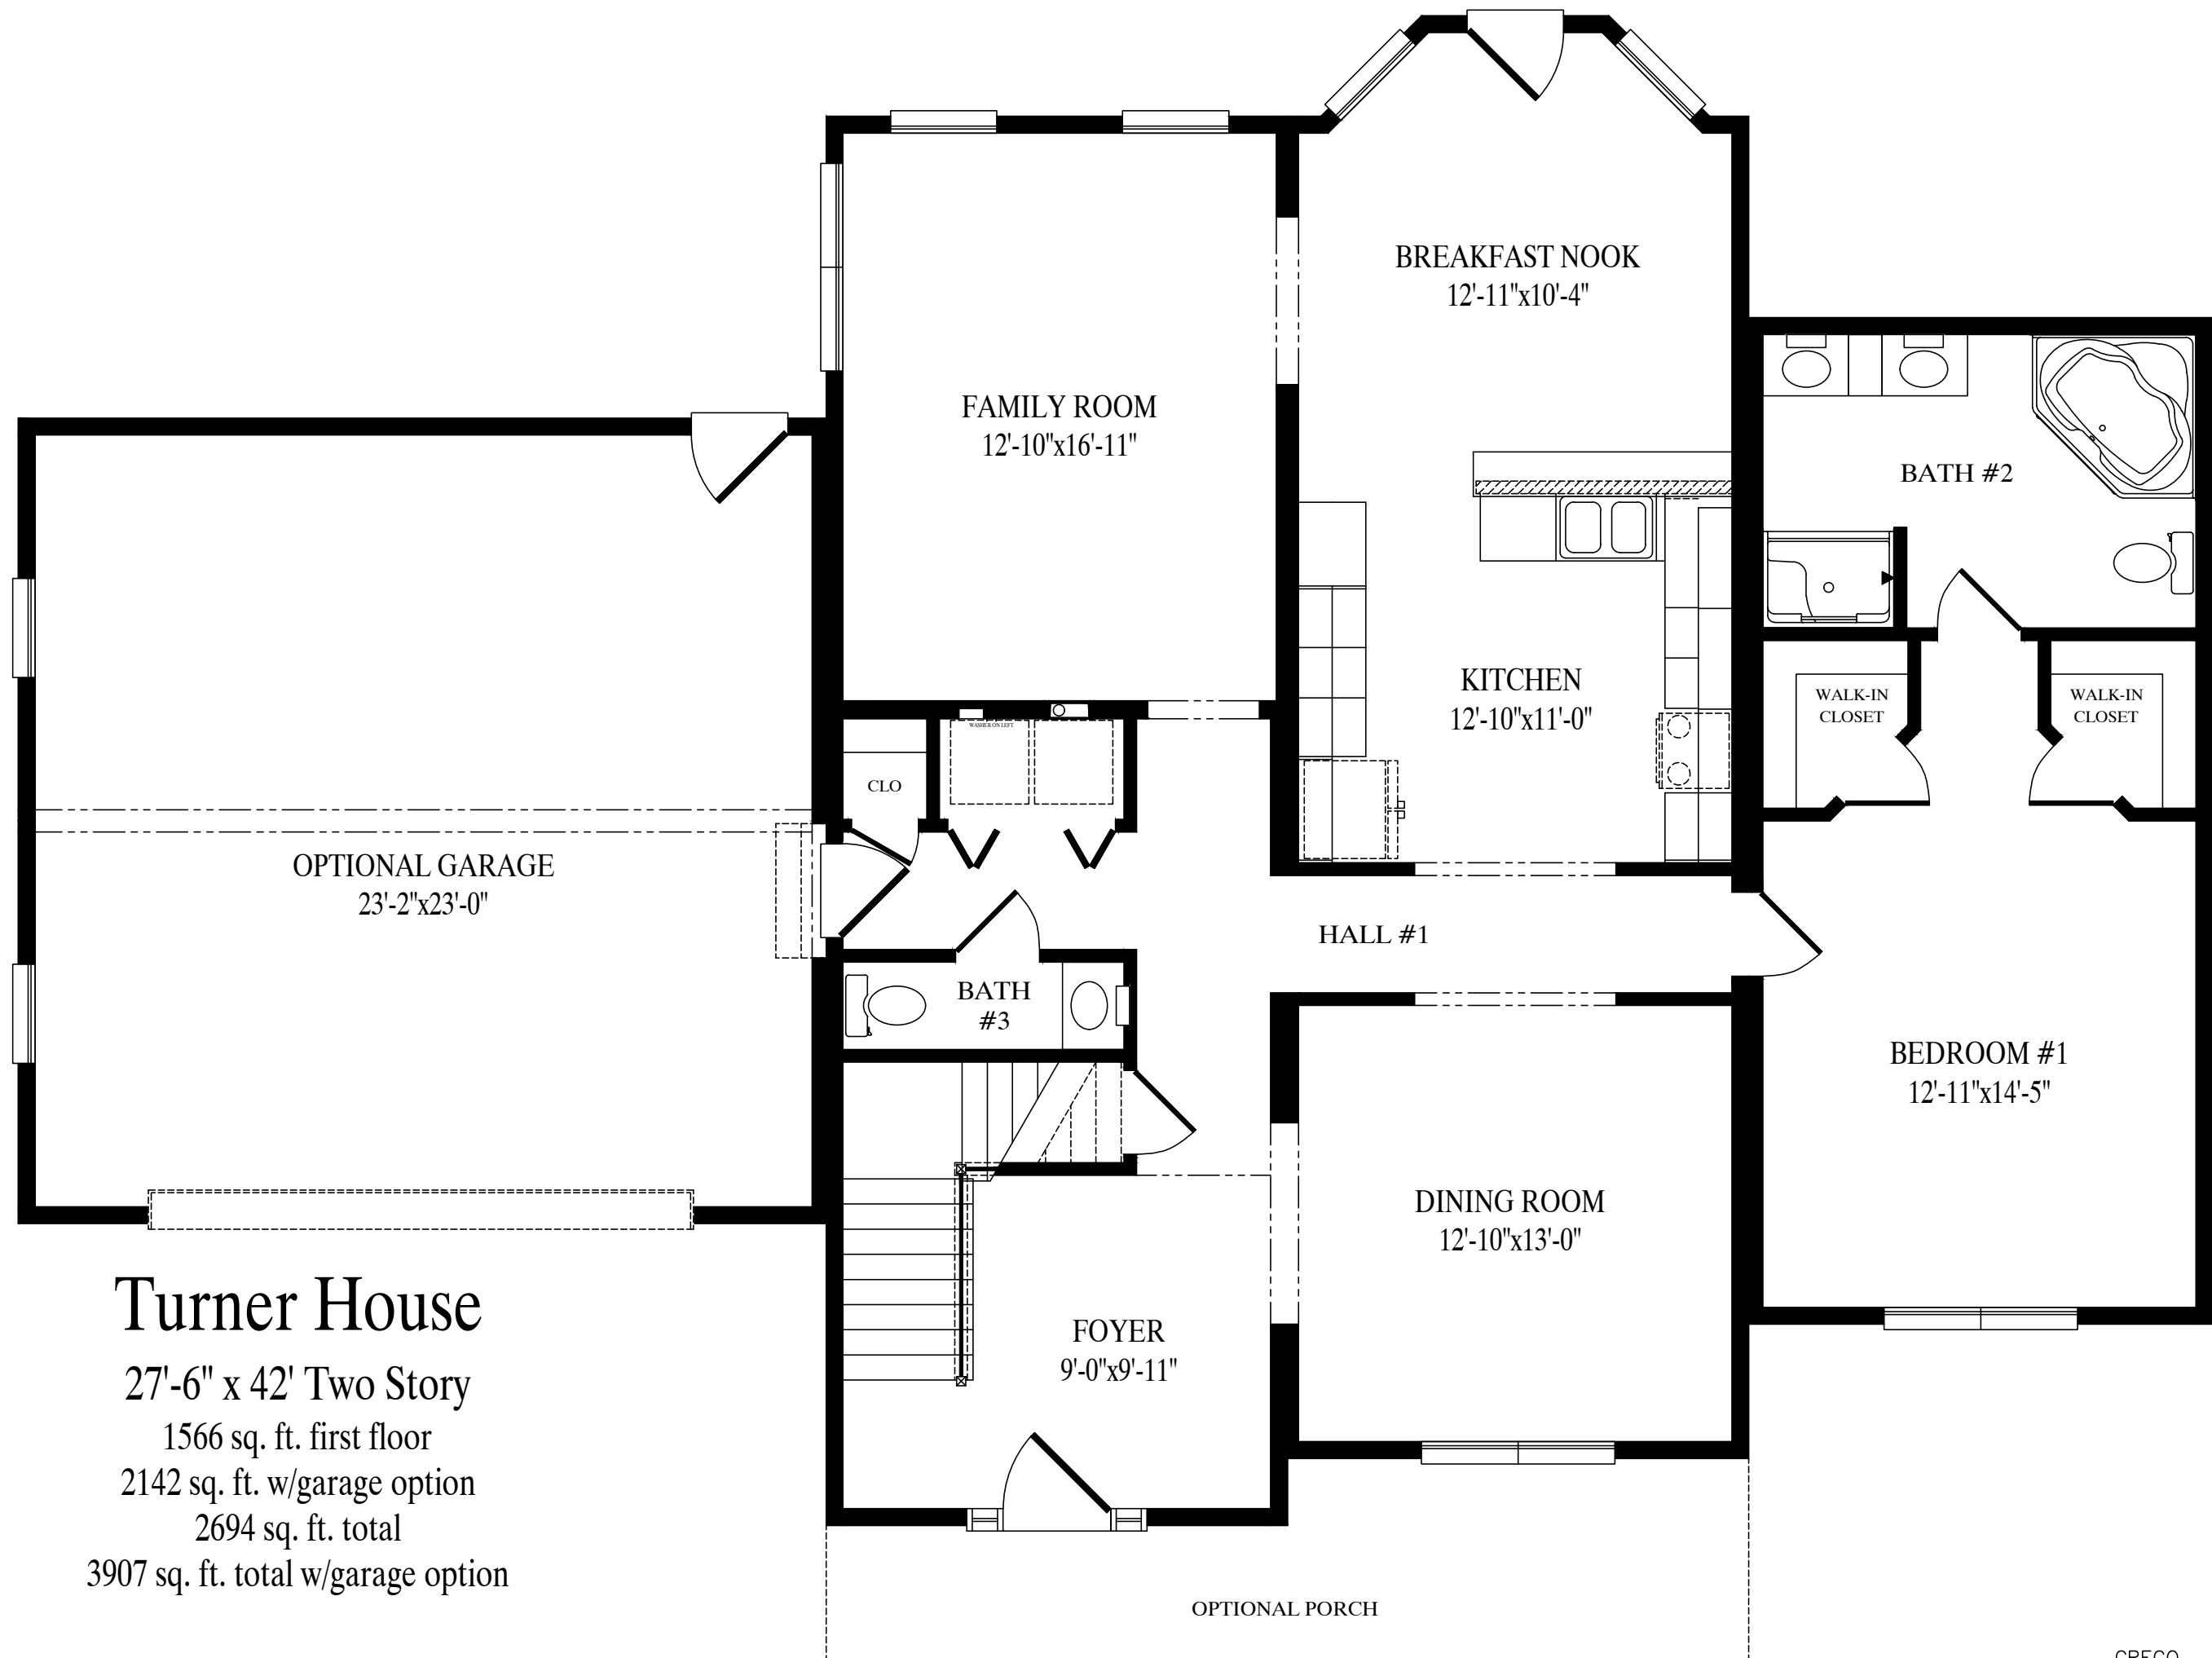 BREAKFAST NOOK
12'-11"x10'-4"
FAMILY ROOM
12'-10"x16'-11"
BATH #2
KITCHEN
12'-10"x11'-0"
WALK-IN
CLOSET
WALK-IN
CLOSET
WASHER ON LEFT
CLO
OPTIONAL GARAGE
23'-2"x23'-0"
HALL #1
BATH
#3
BEDROOM #1
12'-11"x14'-5"
DINING ROOM
12'-10"x13'-0"
FOYER
9'-0"x9'-11"
Turner House
27'-6" x 42' Two Story
1566 sq. ft. first floor
2142 sq. ft. w/garage option
2694 sq. ft. total
3907 sq. ft. total w/garage option
OPTIONAL PORCH